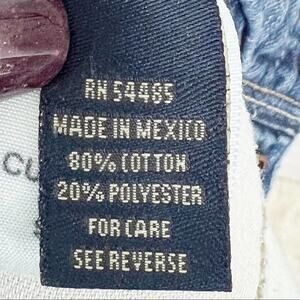 RN 54485
MADE IN MEXICO
80% COTTON
20% POLYESTER
FOR CARE
SEE REVERSE